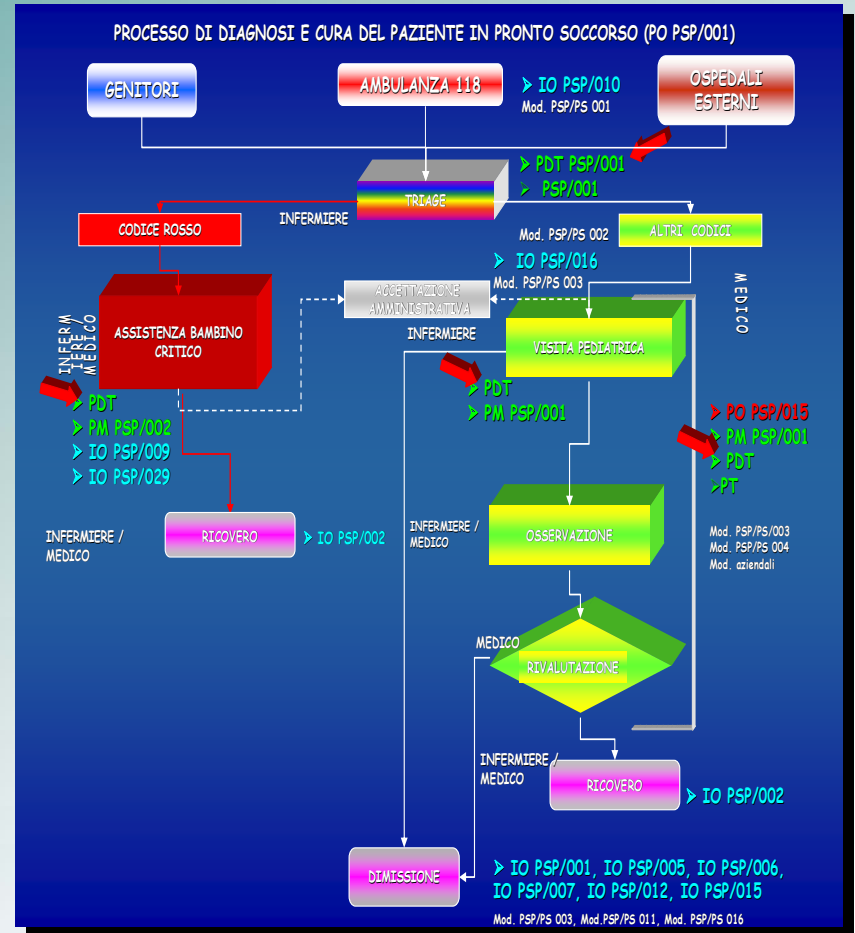 PROCESSO DI DIAGNOSI E CURA DEL PAZIENTE IN PRONTO SOCCORSO (PO PSP/001)
GENITORI
AMBULANZA 118
➢ IO PSP/010
Mod. PSP/PS 001
OSPEDALI
ESTERNI
➢ PDT PSP/001
➢ PSP/001
TRIAGE
INFERMIERE
CODICE ROSSO
Mod. PSP/PS 002
ALTRI CODICI
➢ IO PSP/016
Mod. PSP/PS 003
ACCETTAZIONE
AMMINISTRATIVA
INFERMIERE
MEDICO
INFERM
IERE/
MEDICO
ASSISTENZA BAMBINO
CRITICO
VISITA PEDIATRICA
➢ PDT
➢ PM PSP/002
➢ IO PSP/009
➢ IO PSP/029
➢ PDT
➢ PM PSP/001
➢ PO PSP/015
➢ PM PSP/001
➢ PDT
➢PT
INFERMIERE /
MEDICO
RICOVERO
➢ IO PSP/002
INFERMIERE /
MEDICO
OSSERVAZIONE
Mod. PSP/PS/003
Mod. PSP/PS 004
Mod. aziendali
MEDICO
RIVALUTAZIONE
INFERMIERE /
MEDICO
RICOVERO
➢ IO PSP/002
DIMISSIONE
➢ IO PSP/001, IO PSP/005, IO PSP/006,
IO PSP/007, IO PSP/012, IO PSP/015
Mod. PSP/PS 003, Mod.PSP/PS 011, Mod. PSP/PS 016